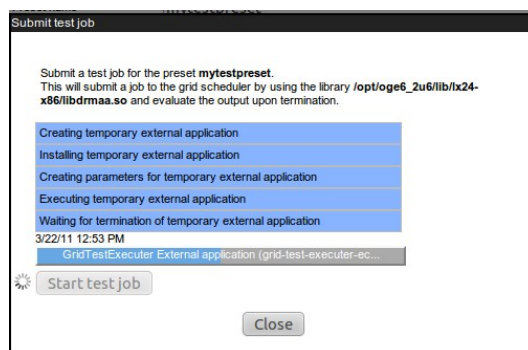 Submit test job
Submit a test job for the preset mytestpreset.
This will submit a job to the grid scheduler by using the library /opt/oge6_2u6/lib/lx24-
x86/libdrmaa.so and evaluate the output upon termination.
Creating temporary external application
Installing temporary external application
Creating parameters for temporary external application
Executing temporary external application
Waiting for termination of temporary external application
3/22/11 12:53 PM
GridTestExecuter External application (grid-test-executer-ec...
Start test job
Close